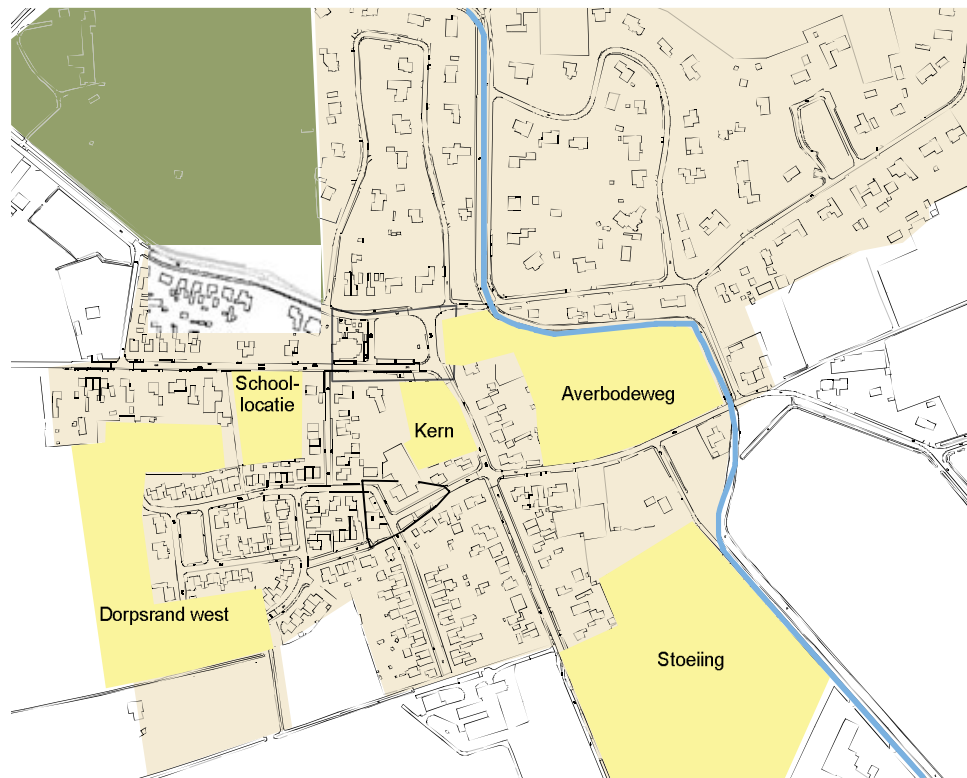 School-
locatie
Averbodeweg
Kern
Dorpsrand west
Stoeiing